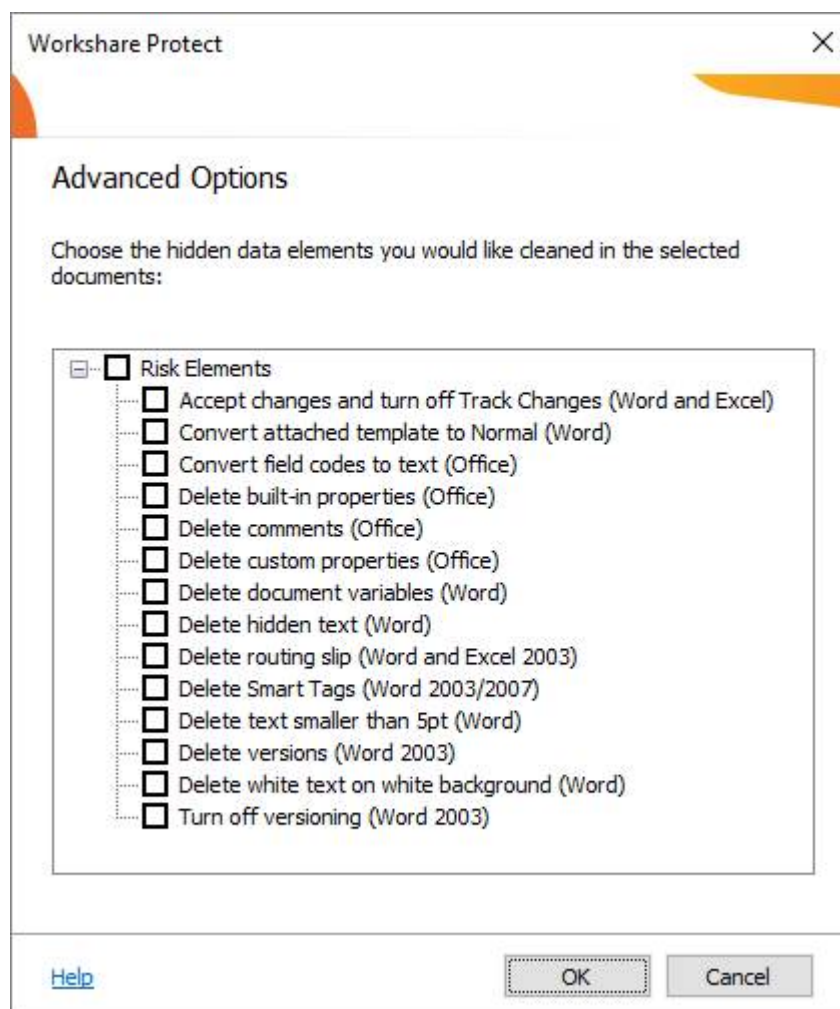 Workshare Protect
Advanced Options
Choose the hidden data elements you would like cleaned in the selected
documents:
Risk Elements
Accept changes and turn off Track Changes (Word and Excel)
Convert attached template to Normal (Word)
Convert field codes to text (Office)
Delete built-in properties (Office)
Delete comments (Office)
Delete custom properties (Office)
Delete document variables (Word)
Delete hidden text (Word)
Delete routing slip (Word and Excel 2003)
Delete Smart Tags (Word 2003/2007)
Delete text smaller than 5pt (Word)
Delete versions (Word 2003)
Delete white text on white background (Word)
Turn off versioning (Word 2003)
Help OK Cancel